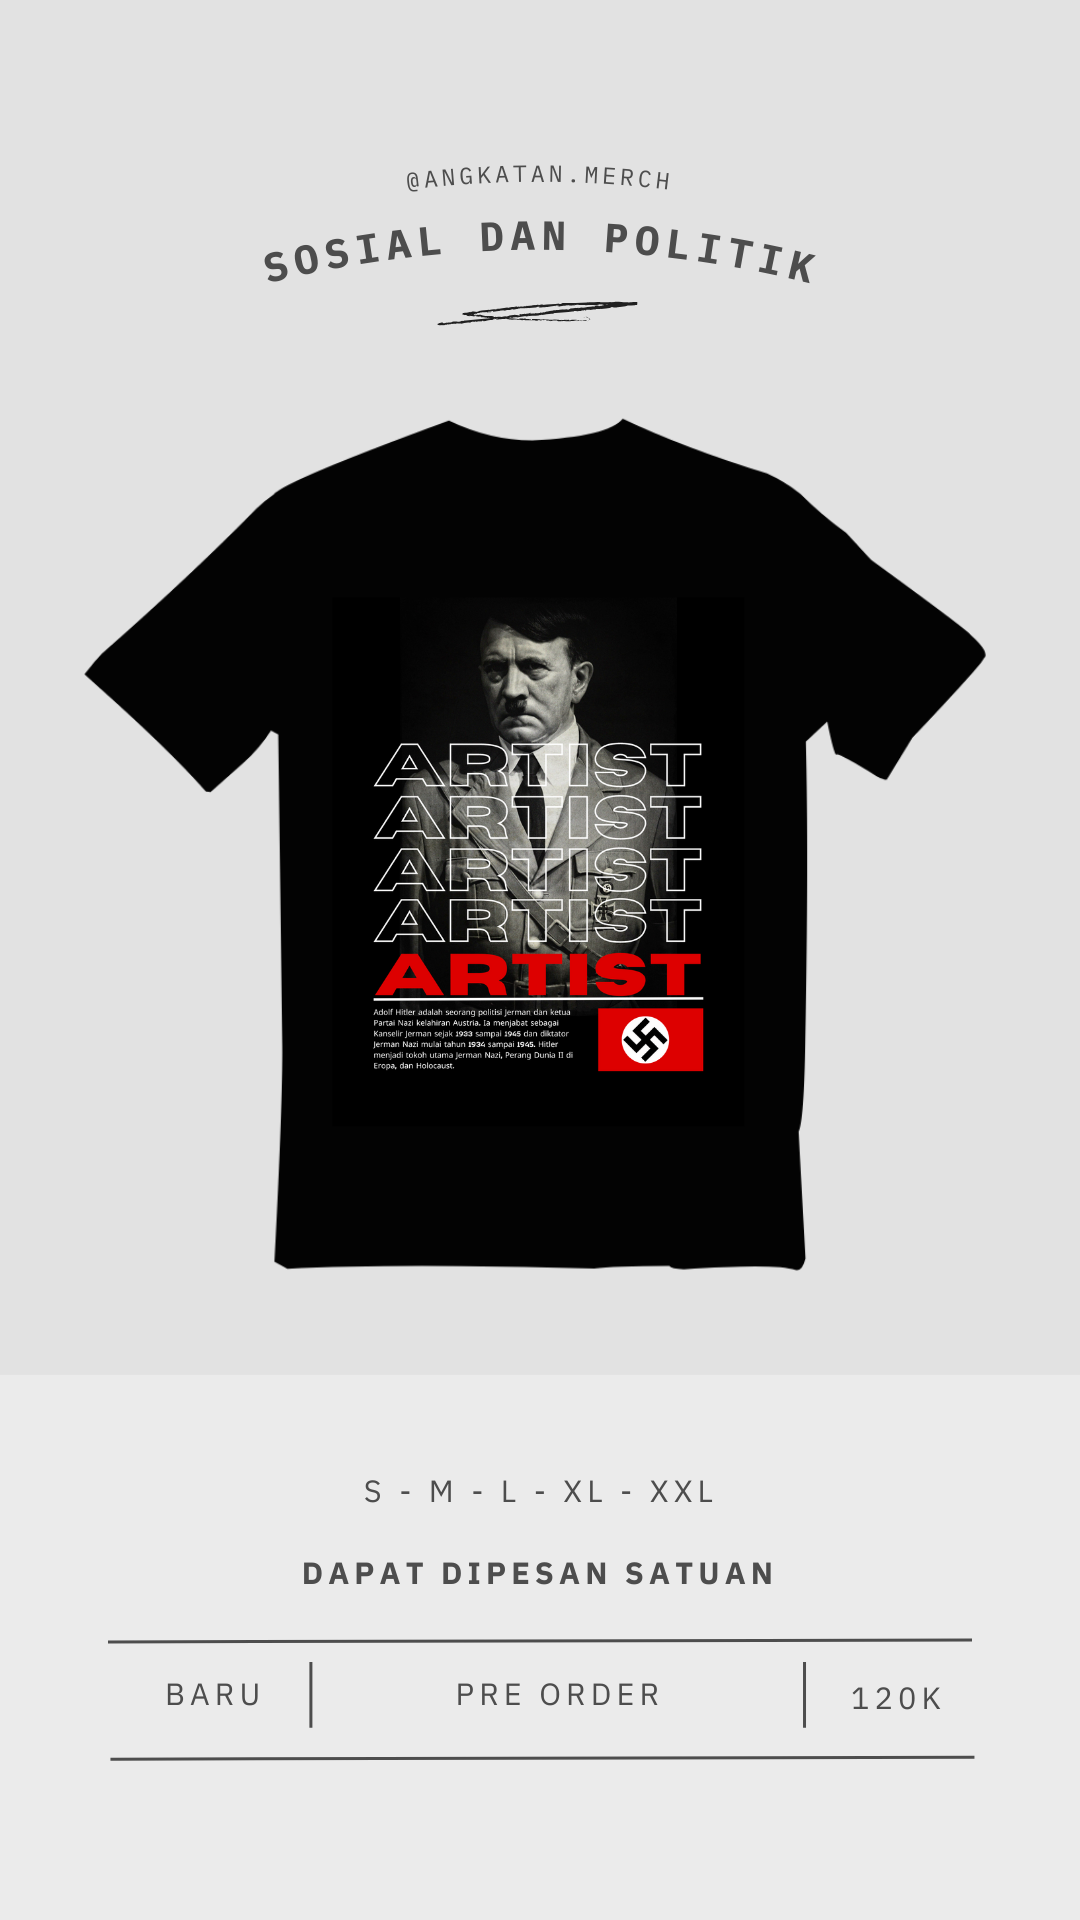 @ANGKATAN.MERCH
SOSIAL DAN POLITIK
ARTIST
ARTIST
ARTIST
ARTIST
ARTIST
Adolf Hitler adalah seorang politisi Jerman dan ketua
Partai Nazi kelahiran Austria. Ia menjabat sebagai
Kanselir Jerman sejak 1933 sampai 1945 dan diktator
Jerman Nazi mulai tahun 1934 sampai 1945. Hitler
menjadi tokoh utama Jerman Nazi, Perang Dunia II di
Eropa, dan Holocaust.
S - M - L - XL - XXL
DAPAT DIPESAN SATUAN
BARU
PRE ORDER
120K